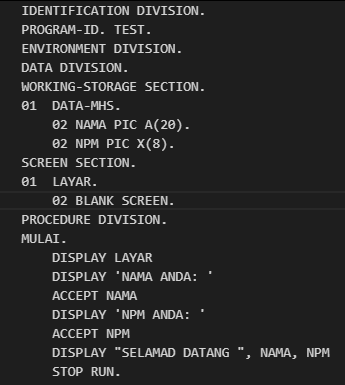 IDENTIFICATION DIVISION.
PROGRAM-ID. TEST.
ENVIRONMENT DIVISION.
DATA DIVISION.
WORKING-STORAGE SECTION.
01  DATA-MHS.
    02 NAMA PIC A(20).
    02 NPM PIC X(8).
SCREEN SECTION.
01  LAYAR.
    02 BLANK SCREEN.
PROCEDURE DIVISION.
MULAI.
    DISPLAY LAYAR
    DISPLAY 'NAMA ANDA: '
    ACCEPT NAMA
    DISPLAY 'NPM ANDA: '
    ACCEPT NPM
    DISPLAY "SELAMAD DATANG ", NAMA, NPM
    STOP RUN.